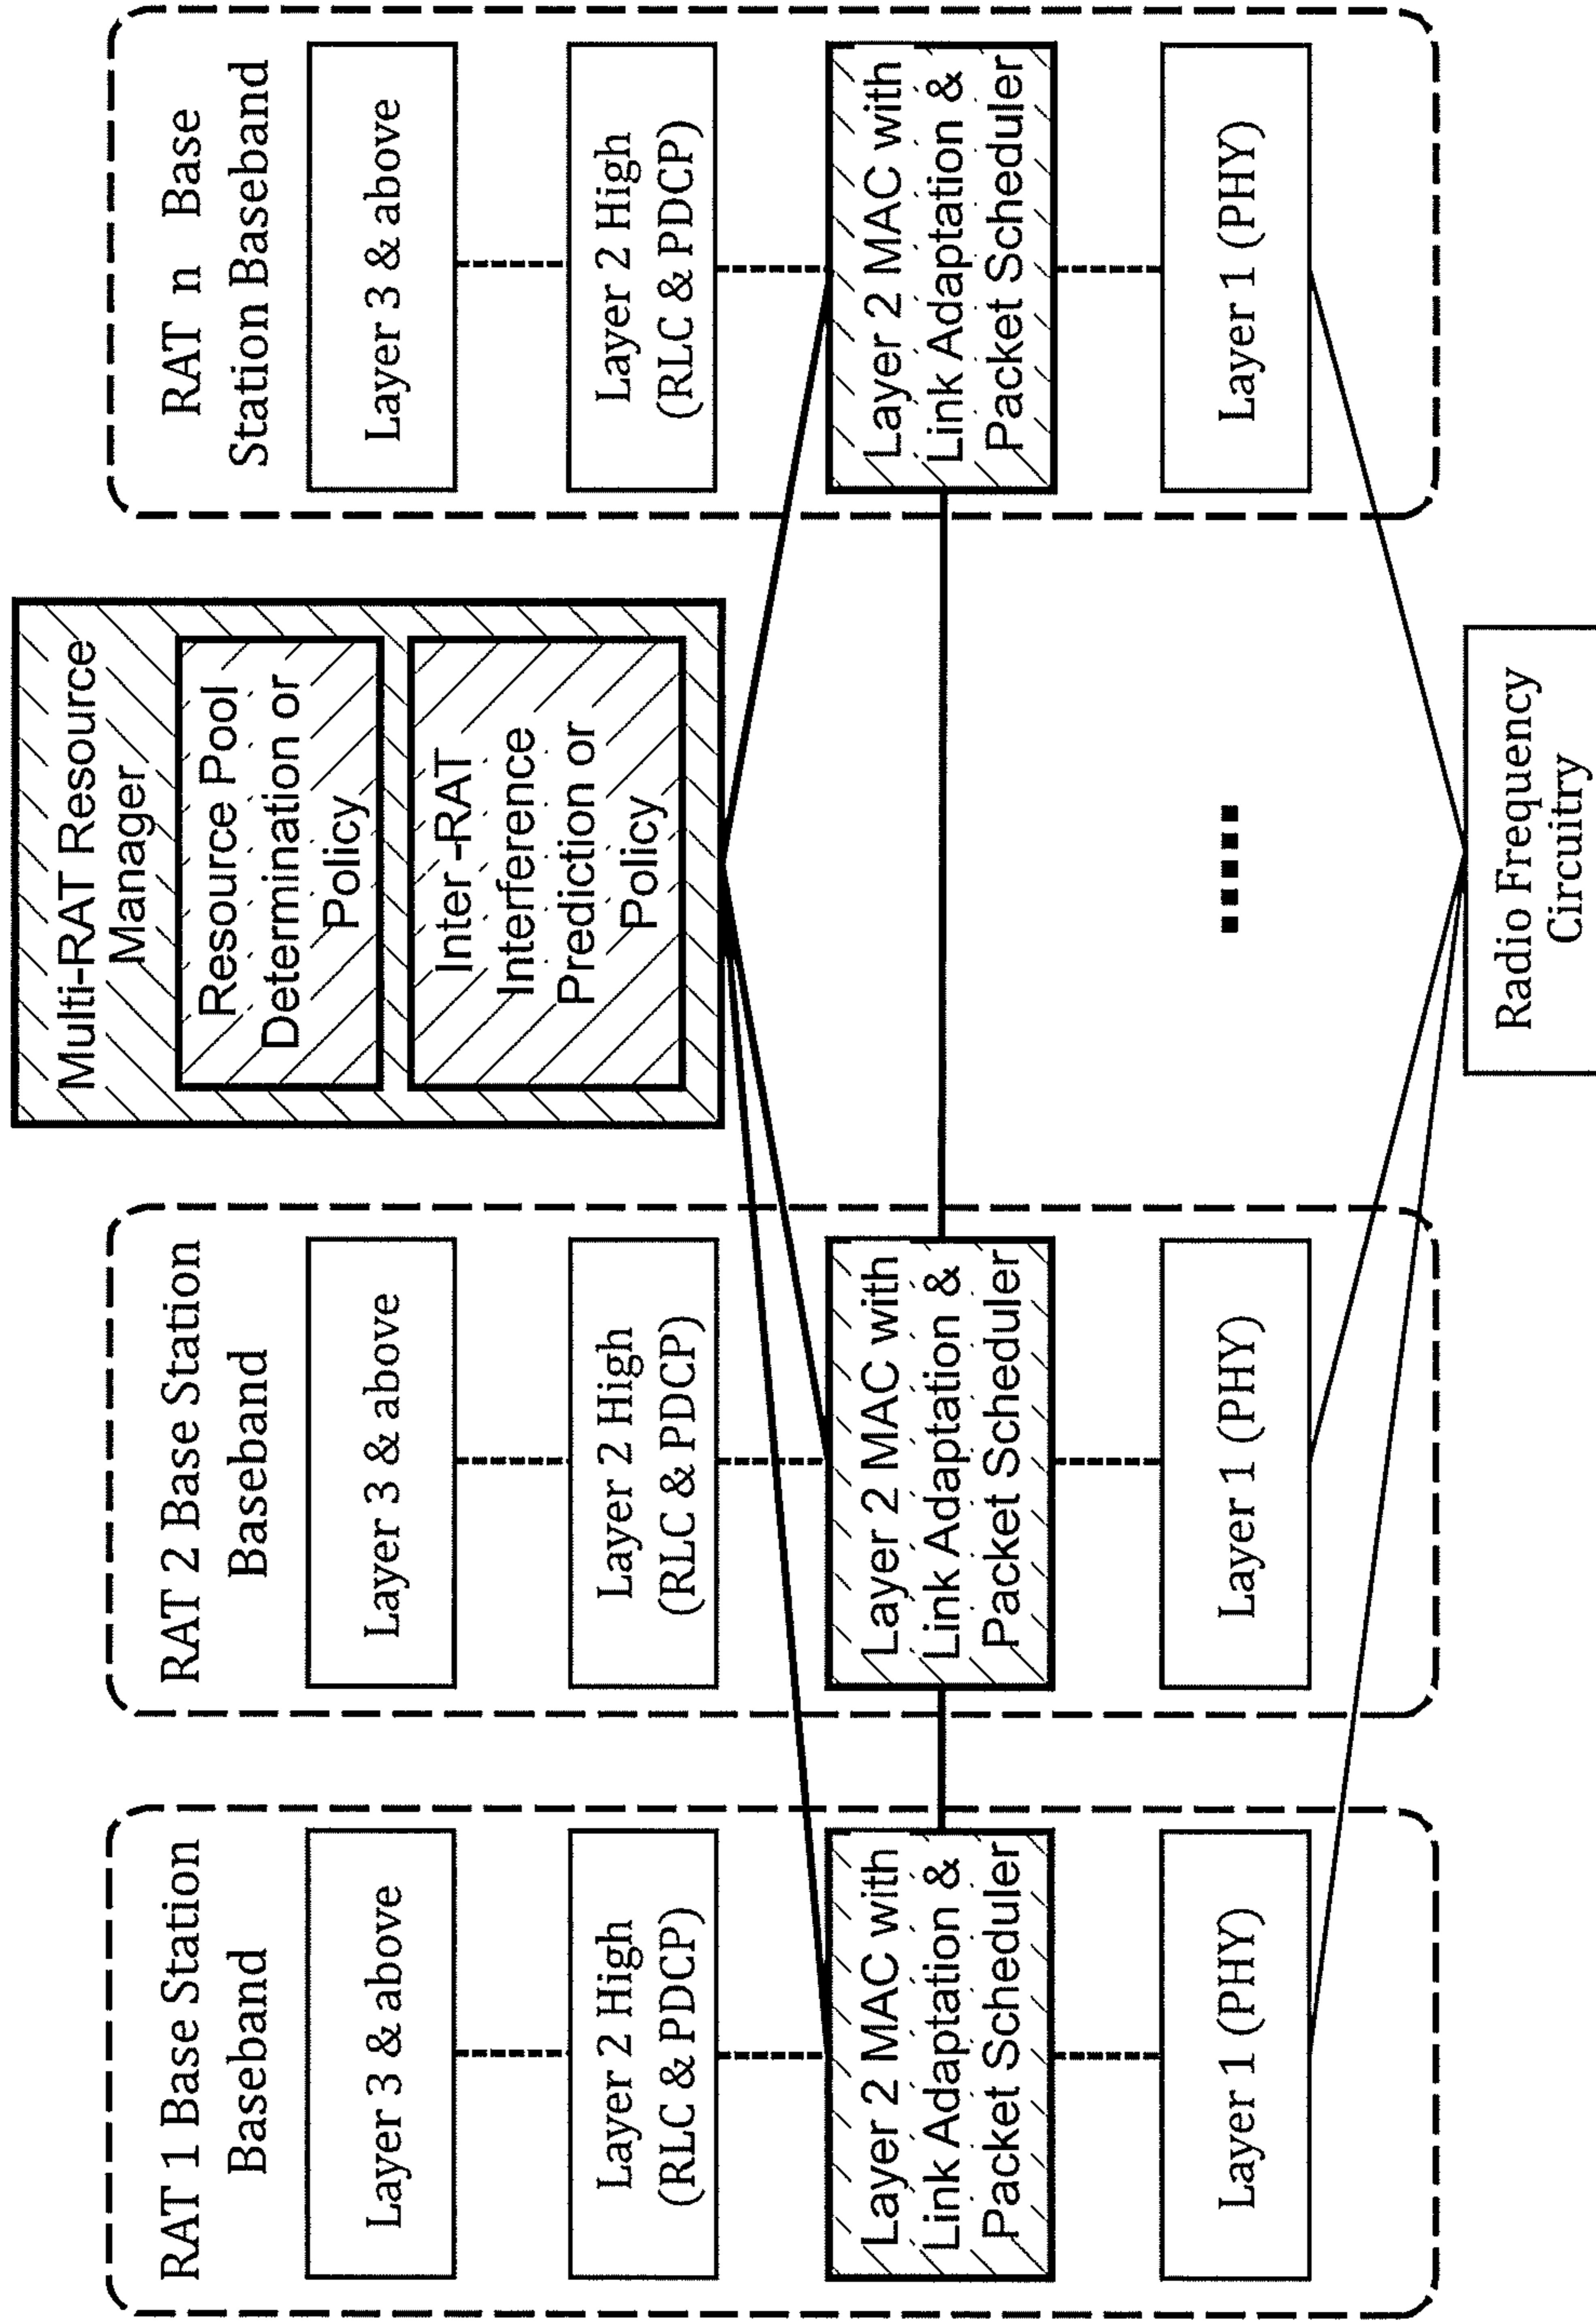 RAT 1 Base Station
Baseband
Layer 3 & above
Layer 2 High
(RLC & PDCP)
Layer 2 MAC with
Link Adaptation &
Packet Scheduler
Layer 1 (PHY)
RAT 2 Base Station
Baseband
Layer 3 & above
Layer 2 High
(RLC & PDCP)
Layer 2 MAC with
Link Adaptation &
Packet Scheduler
Layer 1 (PHY)
Multi-RAT Resource
Manager
Resource Pool
Determination or
Policy
Inter-RAT
Interference
Prediction or
Policy
RAT n Base
Station Baseband
Layer 3 & above
Layer 2 High
(RLC & PDCP)
Layer 2 MAC with
Link Adaptation &
Packet Scheduler
Layer 1 (PHY)
Radio Frequency
Circuitry